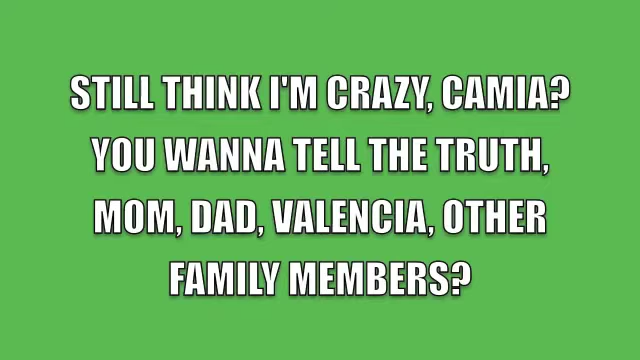 STILL THINK I'M CRAZY, CAMIA?
YOU WANNA TELL THE TRUTH,
MOM, DAD, VALENCIA, OTHER
FAMILY MEMBERS?